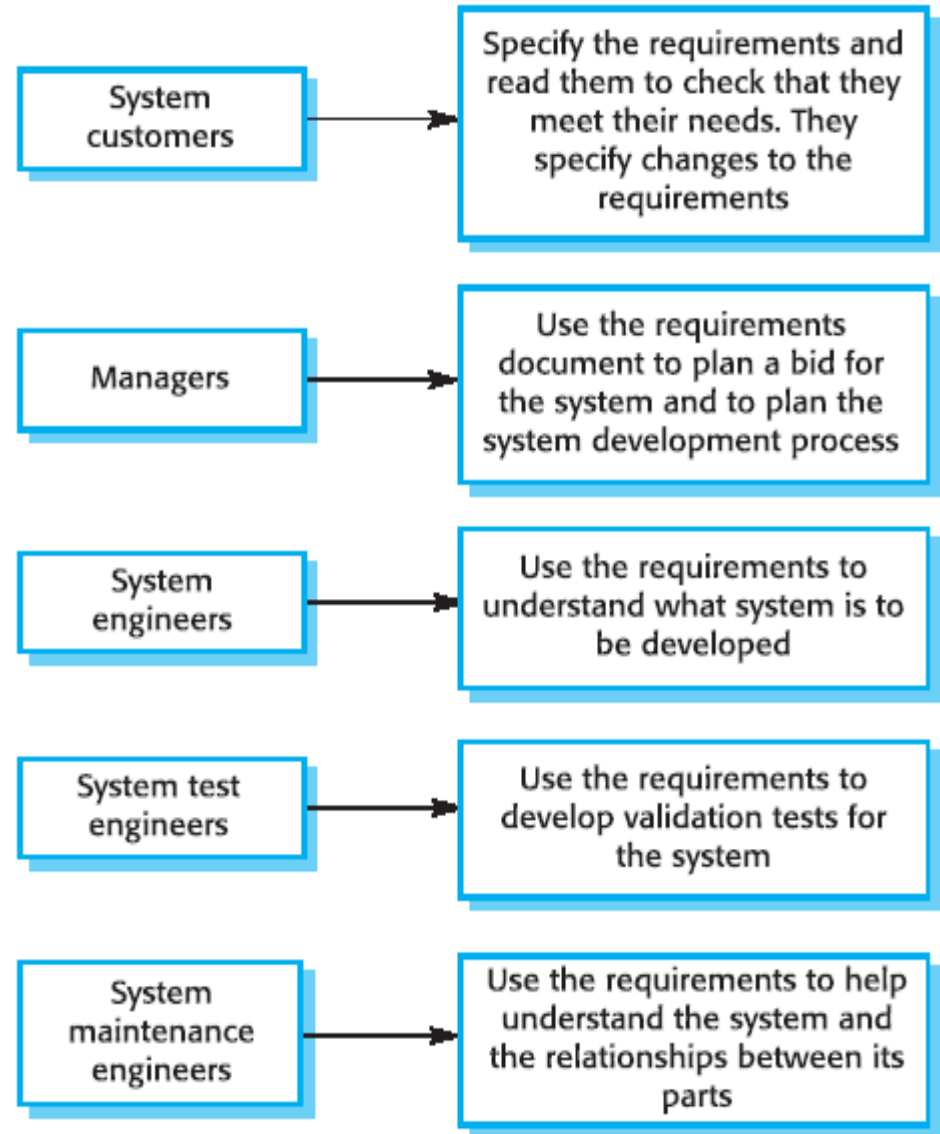 System
customers
Specify the requirements and
read them to check that they
meet their needs. They
specify changes to the
requirements
Managers
Use the requirements
document to plan a bid for
the system and to plan the
system development process
System
engineers
Use the requirements to
understand what system is to
be developed
System test
engineers
Use the requirements to
develop validation tests for
the system
System
maintenance
engineers
Use the requirements to help
understand the system and
the relationships between its
parts